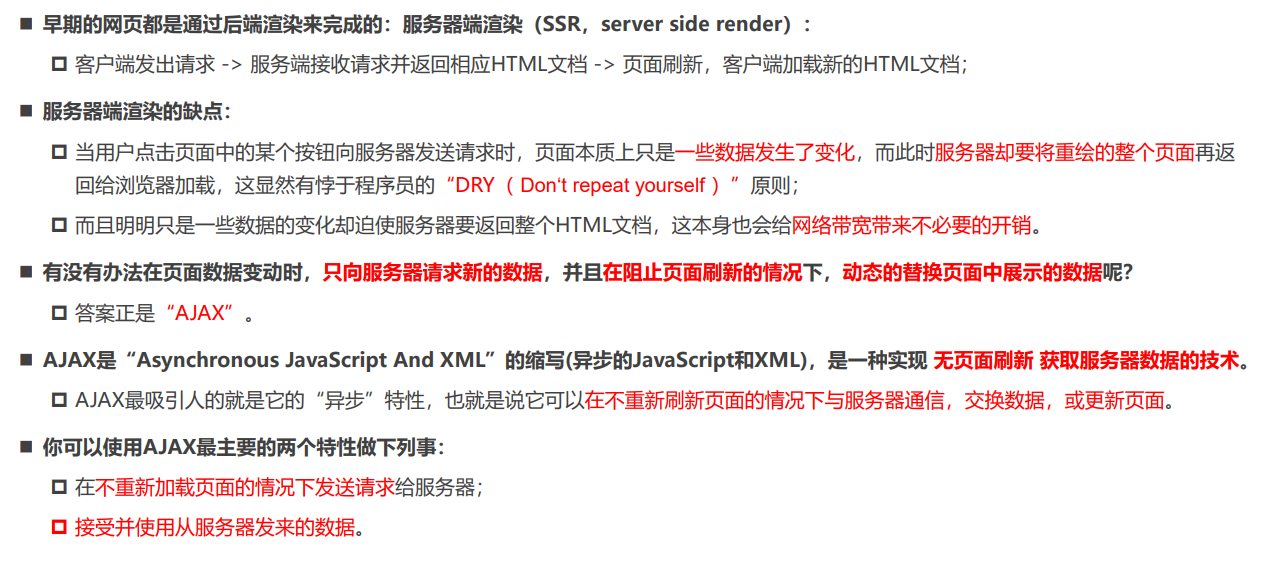 ■ 早期的网页都是通过后端渲染来完成的：服务器端渲染（SSR，server side render）：
客户端发出请求 -> 服务端接收请求并返回相应HTML文档 -> 页面刷新，客户端加载新的HTML文档；
■ 服务器端渲染的缺点：
当用户点击页面中的某个按钮向服务器发送请求时，页面本质上只是一些数据发生了变化，而此时服务器却要将重绘的整个页面再返
回给浏览器加载，这显然有悖于程序员的“DRY（ Don‘t repeat yourself ）”原则；
而且明明只是一些数据的变化却迫使服务器要返回整个HTML文档，这本身也会给网络带宽带来不必要的开销。
■ 有没有办法在页面数据变动时，只向服务器请求新的数据，并且在阻止页面刷新的情况下，动态的替换页面中展示的数据呢？
答案正是“AJAX”。
■ AJAX是“Asynchronous JavaScript And XML”的缩写(异步的JavaScript和XML)，是一种实现 无页面刷新 获取服务器数据的技术。
AJAX最吸引人的就是它的“异步”特性，也就是说它可以在不重新刷新页面的情况下与服务器通信，交换数据，或更新页面。
■ 你可以使用AJAX最主要的两个特性做下列事：
在不重新加载页面的情况下发送请求给服务器；
接受并使用从服务器发来的数据。